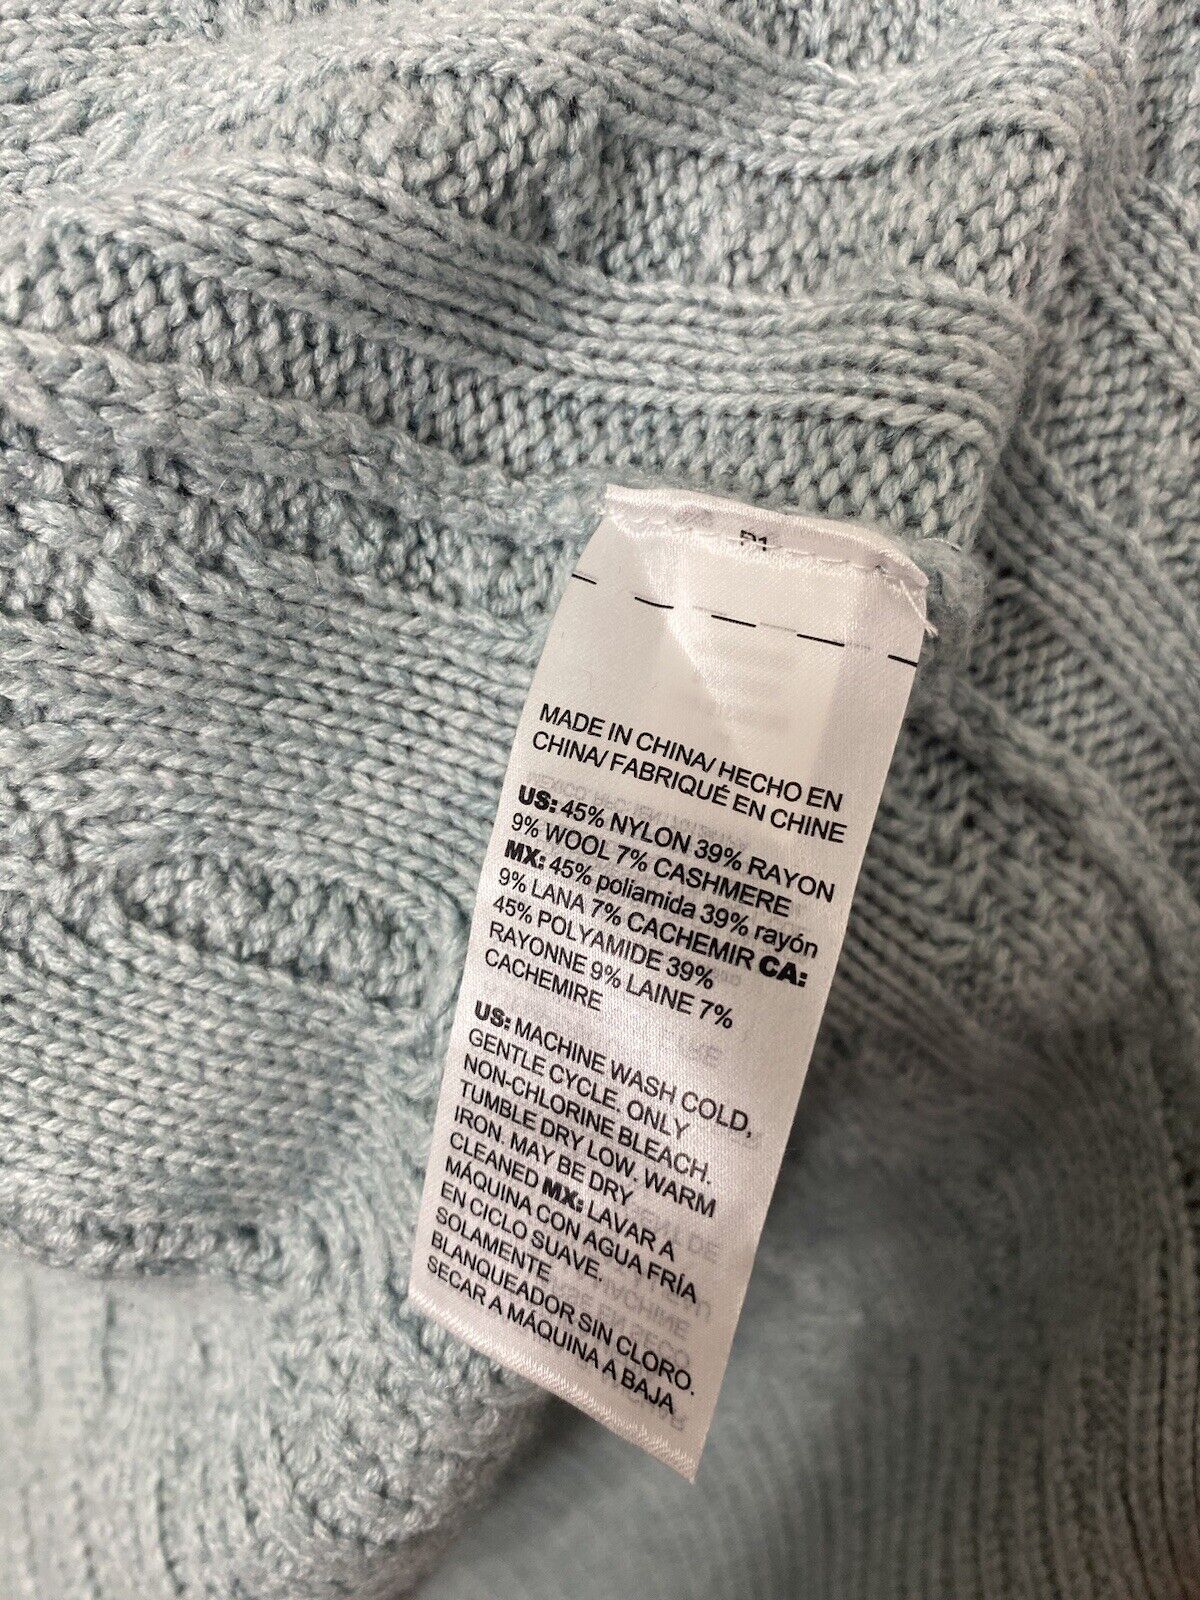 MADE IN CHINA/ HECHO EN
CHINA/ FABRIQUÉ EN CHINE
US: 45% NYLON 39% RAYON
9% WOOL 7% CASHMERE
MX: 45% poliamida 39% rayón
9% LANA 7% CACHEMIR CA:
45% POLYAMIDE 39%
RAYONNE 9% LAINE 7%
CACHEMIRE
US: MACHINE WASH COLD,
GENTLE CYCLE. ONLY
NON-CHLORINE BLEACH.
TUMBLE DRY LOW. WARM
IRON. MAY BE DRY
CLEANED MX: LAVAR A
MÁQUINA CON AGUA FRÍA
EN CICLO SUAVE.
SOLAMENTE
BLANQUEADOR SIN CLORO.
SECAR A MÁQUINA A BAJA